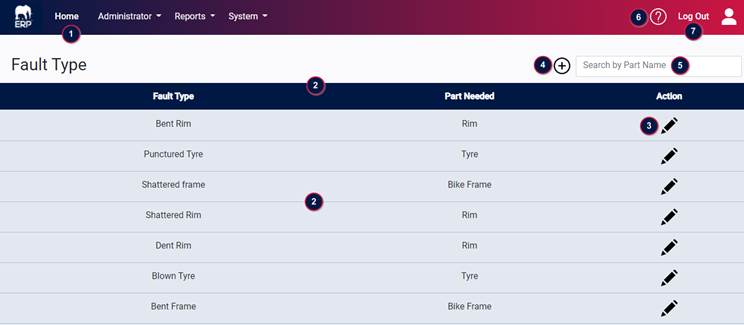 ERP Home Administrator Reports System 6 ? Log Out
1 7
Fault Type 4 Search by Part Name 5
2
Fault Type Part Needed Action
Bent Rim Rim 3
Punctured Tyre Tyre
Shattered frame Bike Frame
2
Shattered Rim Rim
Dent Rim Rim
Blown Tyre Tyre
Bent Frame Bike Frame